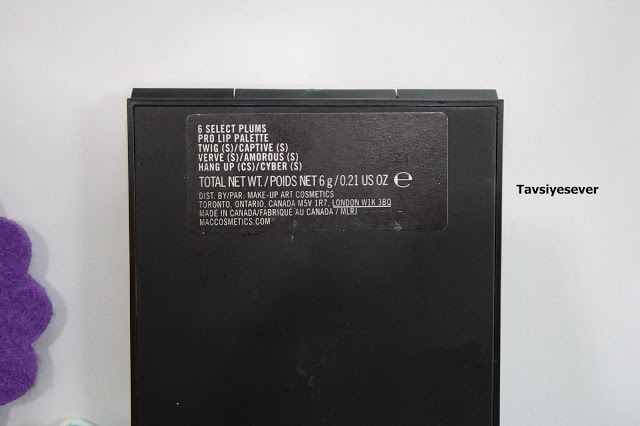 6 SELECT PLUMS
PRO LIP PALETTE
TWIG (S)/CAPTIVE (S)
VERVE (S)/AMOROUS (S)
HANG UP (CS)/CYBER (S)
TOTAL NET WT./POIDS NET 6 g/0.21 US OZ ℮
DIST. BY/PAR: MAKE-UP ART COSMETICS
TORONTO, ONTARIO, CANADA M5V 1R7, LONDON W1K 3BQ
MADE IN CANADA/FABRIQUÉ AU CANADA / MLRJ
MACCOSMETICS.COM
Tavsiyesever